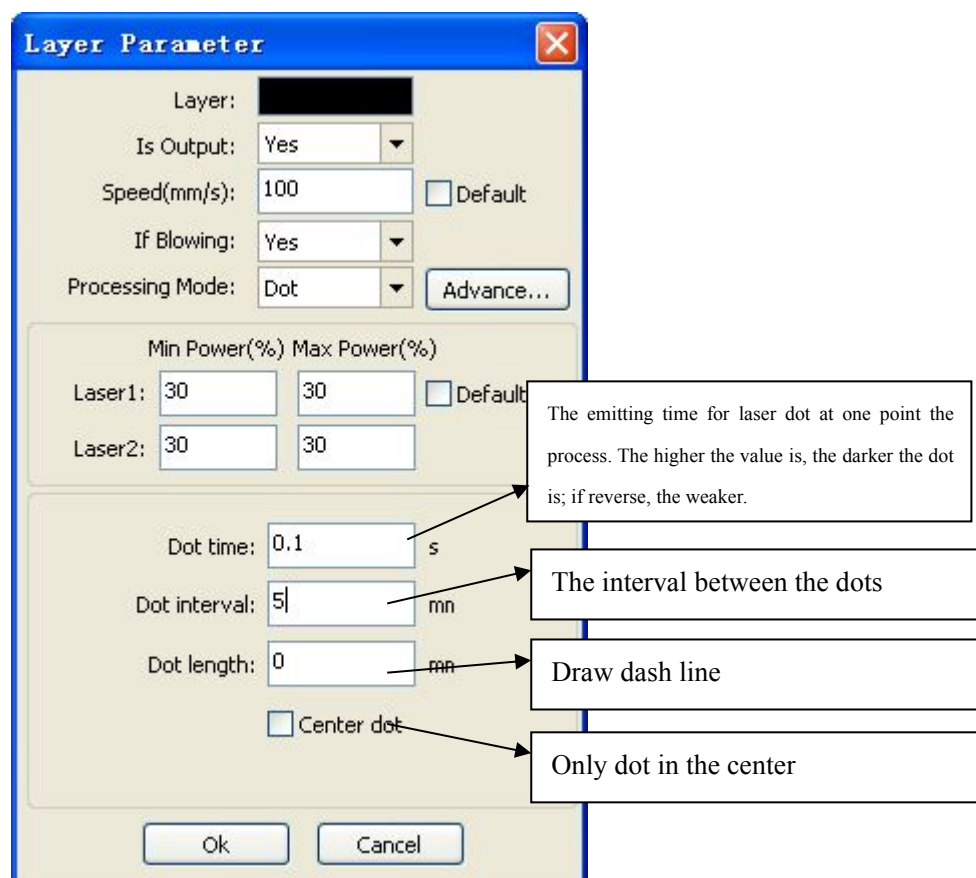 Layer Parameter
Layer:
Is Output: Yes
Speed(mm/s): 100 Default
If Blowing: Yes
Processing Mode: Dot Advance...
Min Power(%) Max Power(%)
Laser1: 30 30 Default
Laser2: 30 30
The emitting time for laser dot at one point the
process. The higher the value is, the darker the dot
is; if reverse, the weaker.
Dot time: 0.1 s
The interval between the dots
Dot interval: 5 mn
Draw dash line
Dot length: 0 mn
Center dot
Only dot in the center
Ok Cancel